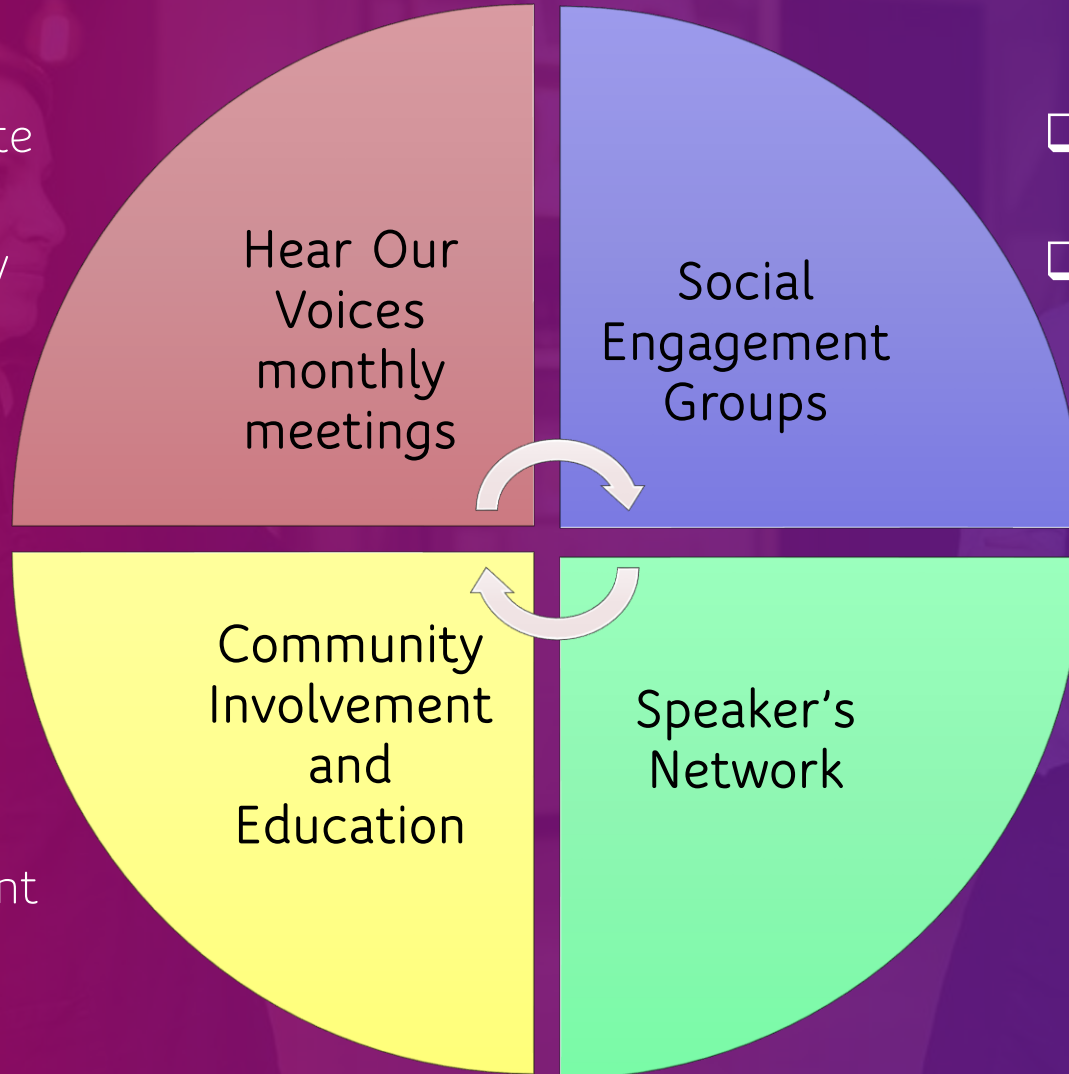 Hear Our
Voices
monthly
meetings
Social
Engagement
Groups
Community
Involvement
and
Education
Speaker’s
Network